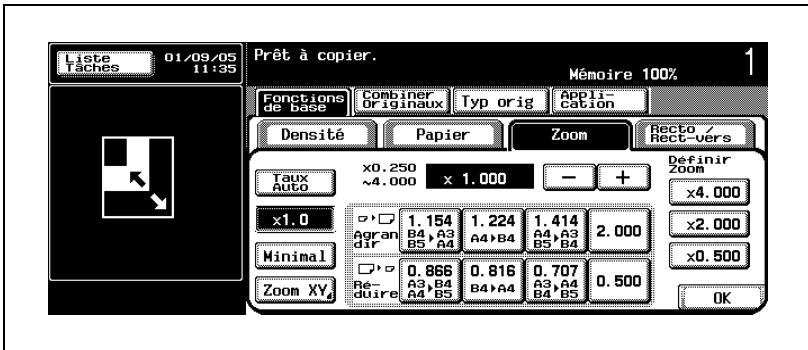 Liste
Tâches
01/09/05
11:35
Prêt à copier.
Mémoire 100%
1
Fonctions
de base
Combiner
Originaux
Typ orig
Appli-
cation
Densité
Papier
Zoom
Recto /
Rect-vers
Taux
Auto
x0.250
~4.000
x 1.000
−
+
Définir
Zoom
x4.000
x1.0
Agran
dir
1.154
B4▸A3
B5▸A4
1.224
A4▸B4
1.414
A4▸A3
B5▸B4
2.000
x2.000
Minimal
x0.500
Zoom XY
Ré-
duire
0.866
A3▸B4
A4▸B5
0.816
B4▸A4
0.707
A3▸A4
B4▸B5
0.500
OK